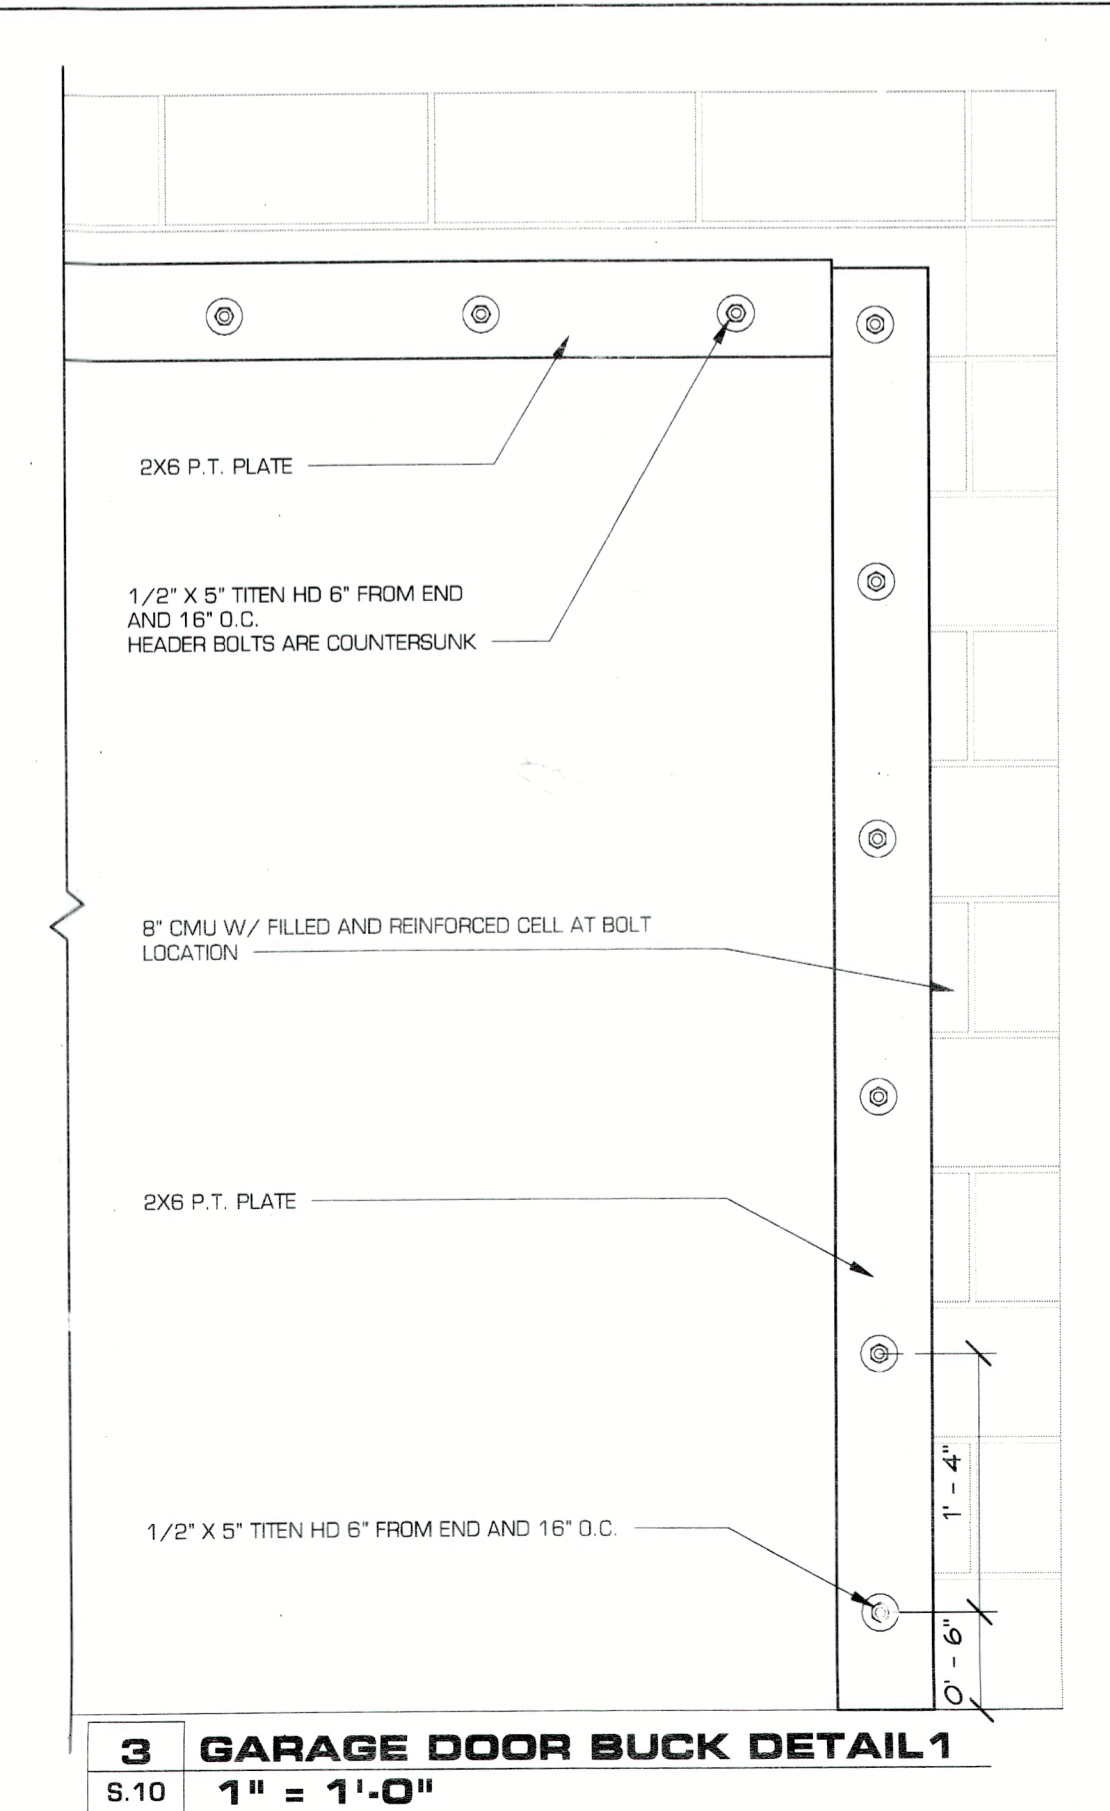 2X6 P.T. PLATE
1/2" X 5" TITEN HD 6" FROM END
AND 16" O.C.
HEADER BOLTS ARE COUNTERSUNK
8" CMU W/ FILLED AND REINFORCED CELL AT BOLT
LOCATION
2X6 P.T. PLATE
1' - 4"
1/2" X 5" TITEN HD 6" FROM END AND 16" O.C.
0' - 6"
3 GARAGE DOOR BUCK DETAIL1
S.10 1" = 1'-0"